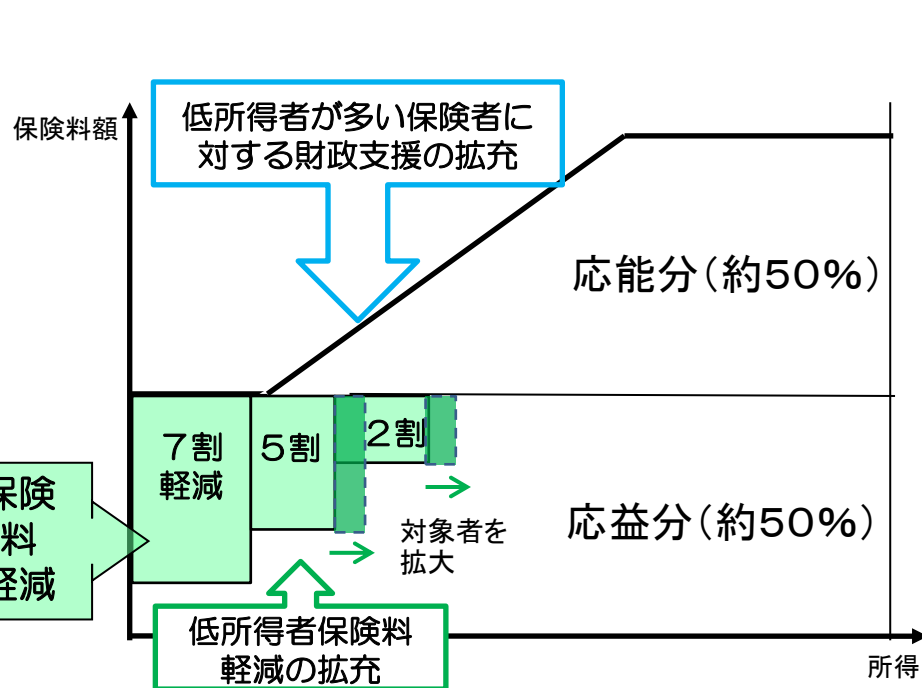 保険料額
低所得者が多い保険者に
対する財政支援の拡充
応能分（約５０％）
７割
軽減
５割
２割
保険
料
軽減
対象者を
拡大
応益分（約５０％）
低所得者保険料
軽減の拡充
所得